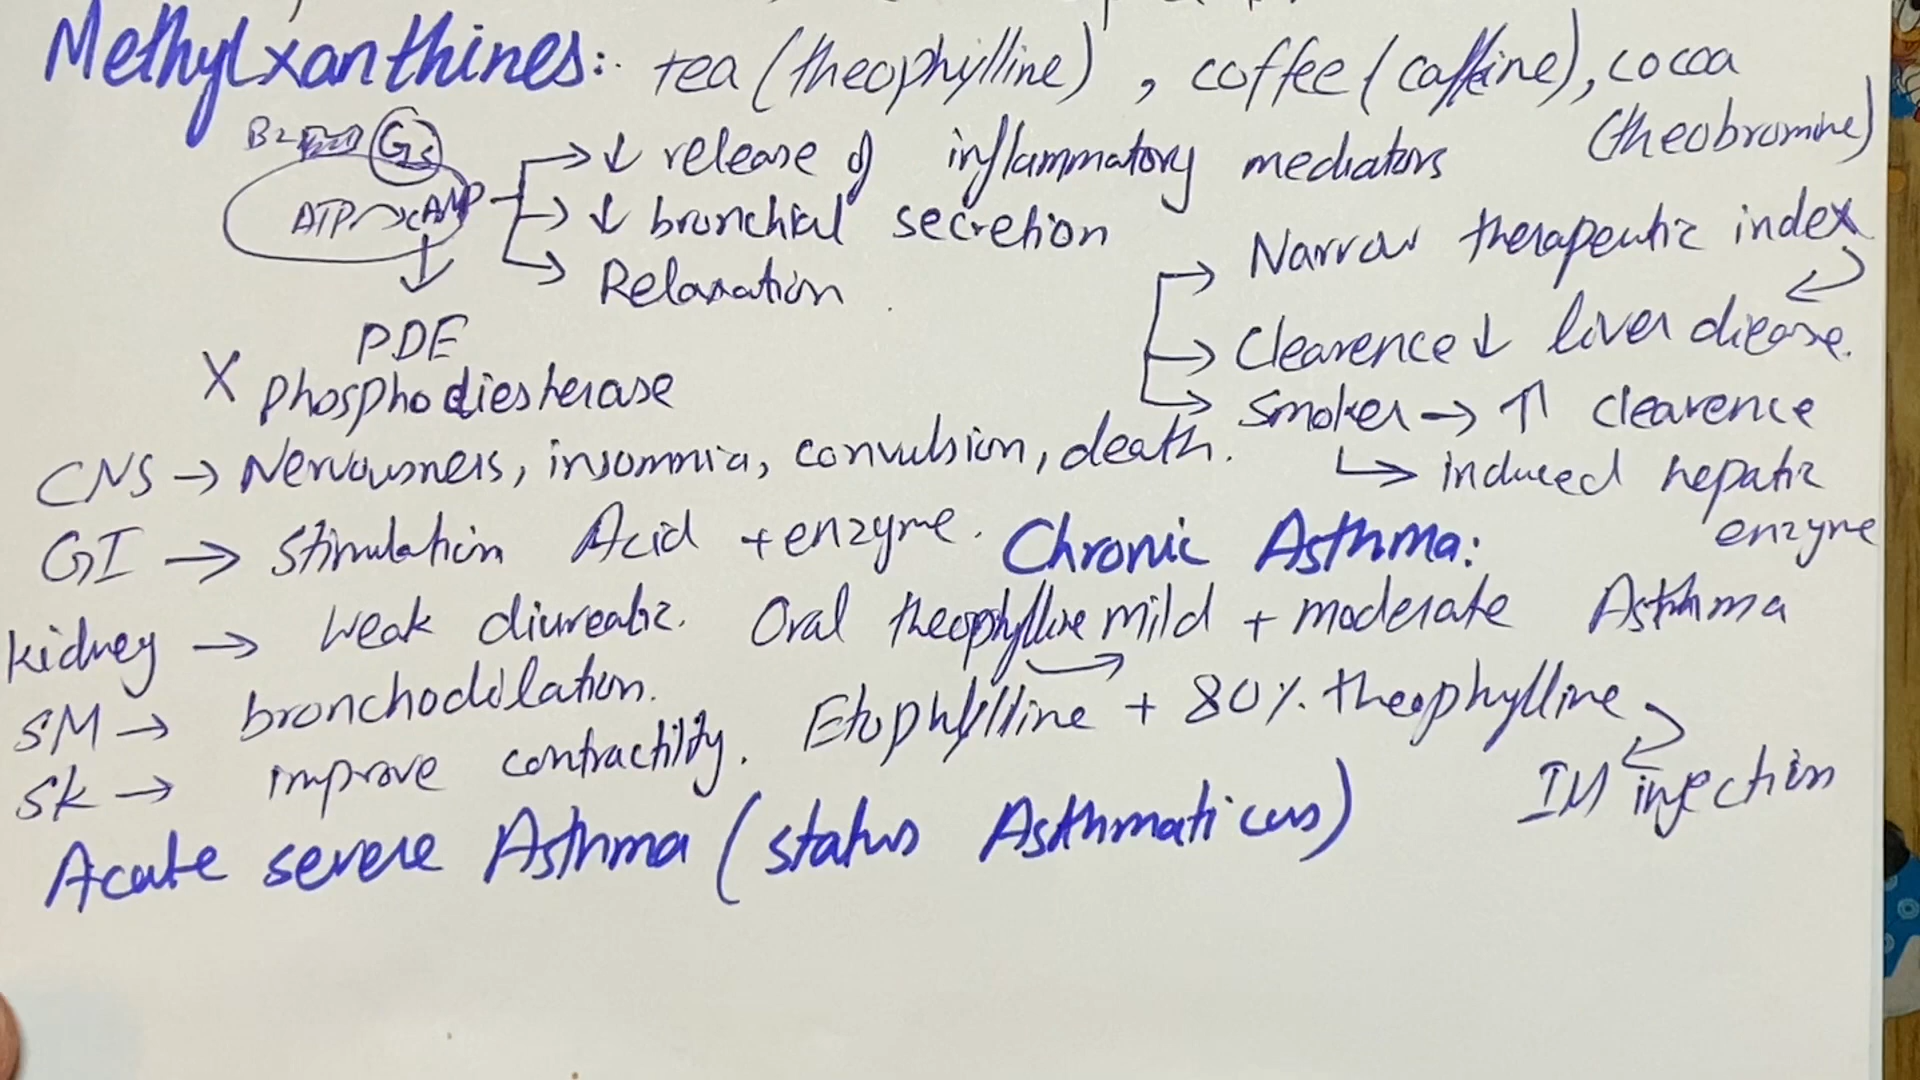 Methylxanthines: tea (theophylline), coffee (caffeine), cocoa
(theobromine)
B2 Gs
ATP → cAMP → ↓ release of inflammatory mediators
→ ↓ bronchial secretion
→ Relaxation
PDE
X phosphodiesterase
→ Narrow therapeutic index
→ Clearence ↓ liver diease.
→ Smoker → ↑ clearence
↳ induced hepatic
enzyme
CNS → Nervousness, insomnia, convulsion, death.
GI → Stimulation Acid + enzyme.
kidney → weak diureatic.
SM → bronchodilation.
SK → improve contractility.
Chronic Asthma:
Oral theophylline mild + moderate Asthma
Etophylline + 80% theophylline
IM injection
Acute severe Asthma (status Asthmaticus)